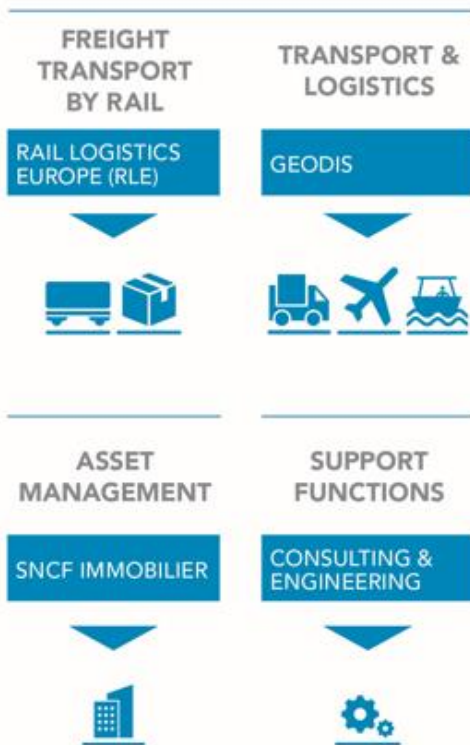 FREIGHT
TRANSPORT
BY RAIL
RAIL LOGISTICS
EUROPE (RLE)
TRANSPORT &
LOGISTICS
GEODIS
ASSET
MANAGEMENT
SNCF IMMOBILIER
SUPPORT
FUNCTIONS
CONSULTING &
ENGINEERING